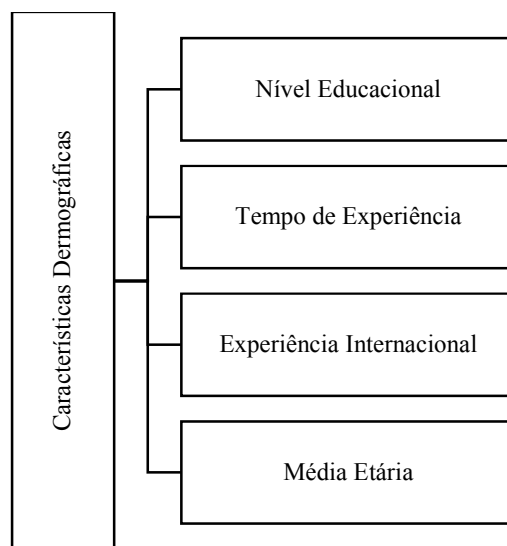 Características Dermográficas
Nível Educacional
Tempo de Experiência
Experiência Internacional
Média Etária